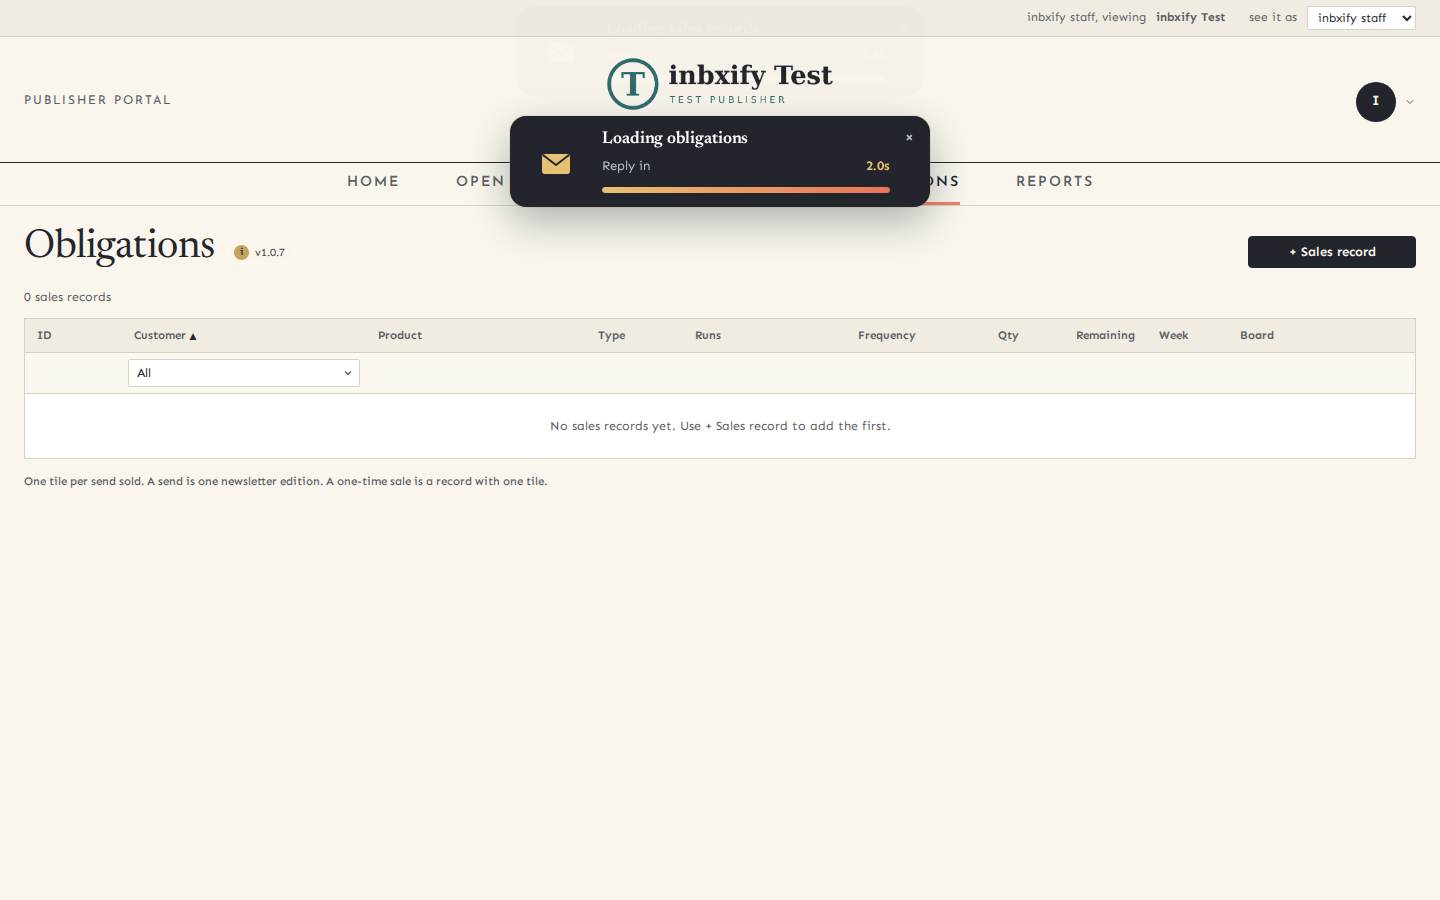 inbxify staff, viewing inbxify Test see it as inbxify staff
PUBLISHER PORTAL
T inbxify Test
TEST PUBLISHER
I
Loading obligations ×
Reply in 2.0s
HOME OPEN ONS REPORTS
Obligations i v1.0.7
+ Sales record
0 sales records
ID Customer ▲ Product Type Runs Frequency Qty Remaining Week Board
All
No sales records yet. Use + Sales record to add the first.
One tile per send sold. A send is one newsletter edition. A one-time sale is a record with one tile.